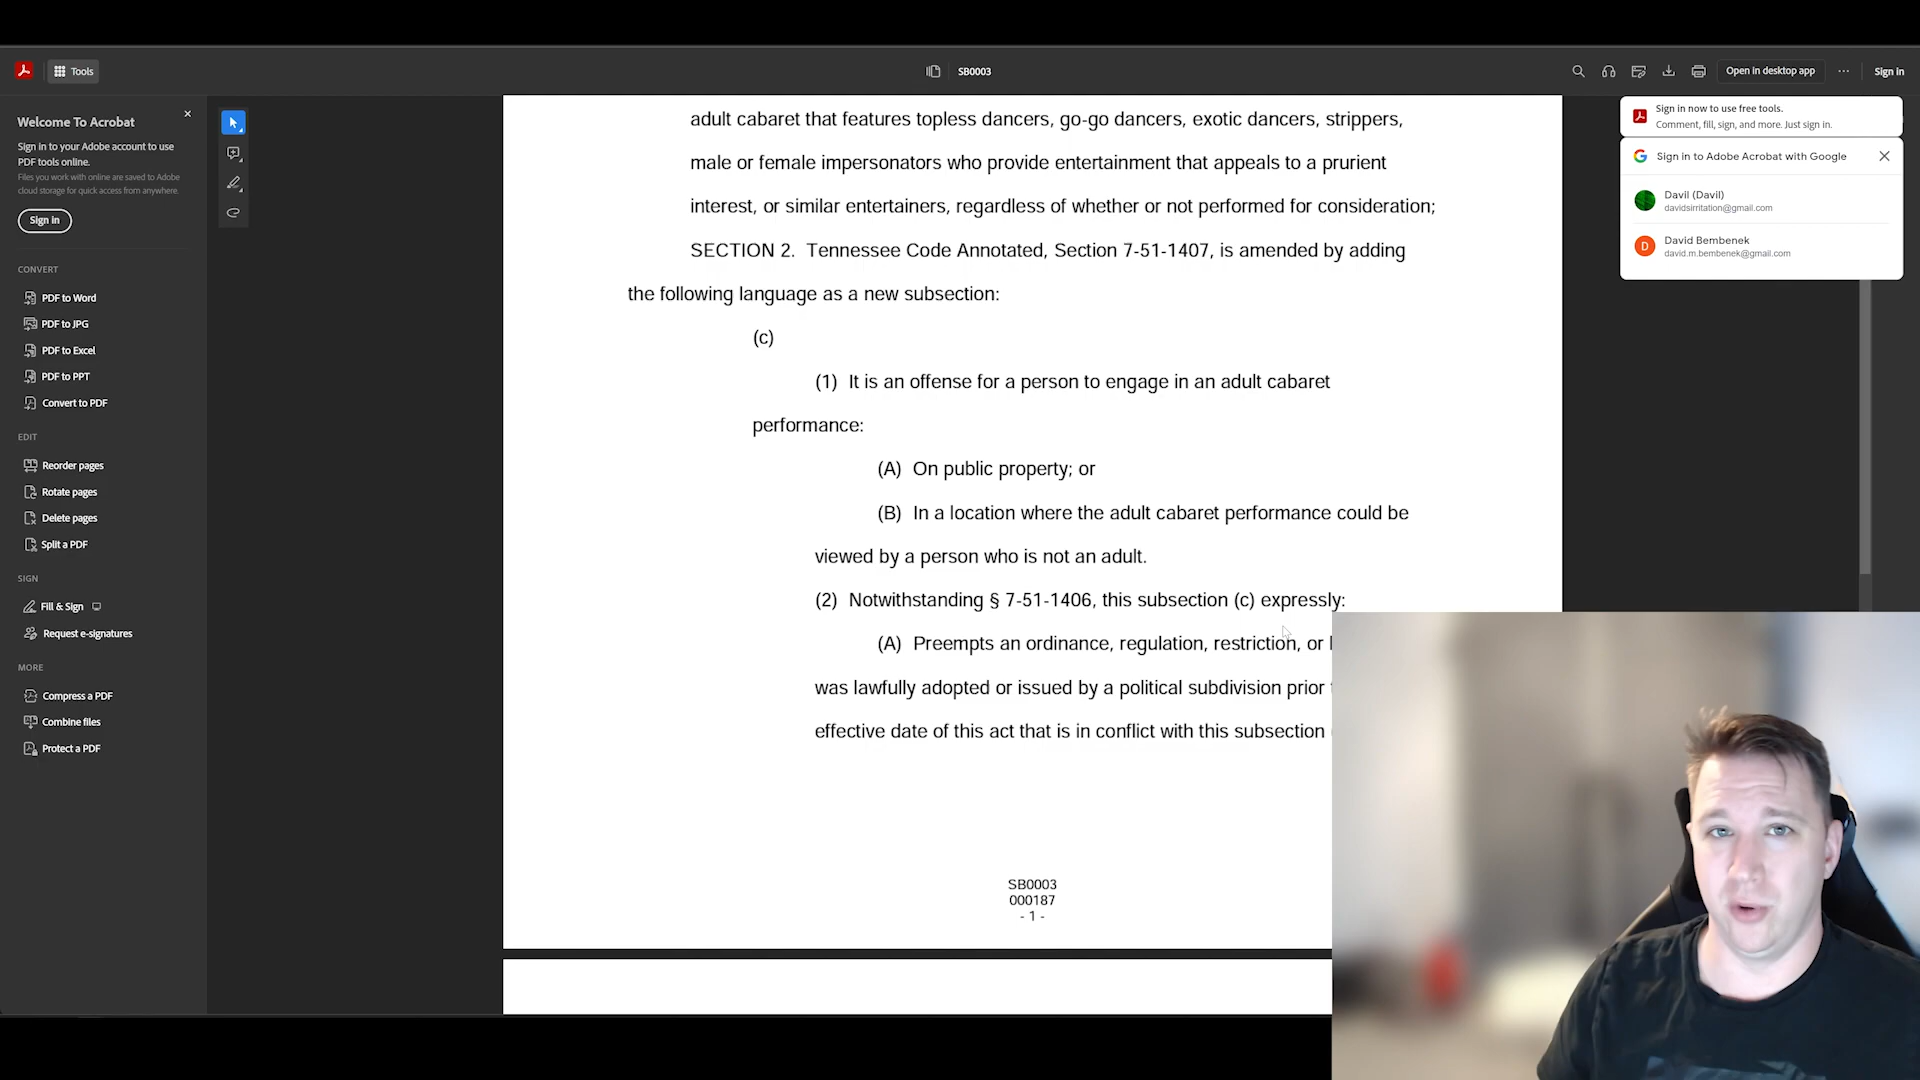 Tools
SB0003
Open in desktop app
Sign in
Welcome To Acrobat
Sign in to your Adobe account to use
PDF tools online.
Files you work with online are saved to Adobe
cloud storage for quick access from anywhere.
Sign in
CONVERT
PDF to Word
PDF to JPG
PDF to Excel
PDF to PPT
Convert to PDF
EDIT
Reorder pages
Rotate pages
Delete pages
Split a PDF
SIGN
Fill & Sign
Request e-signatures
MORE
Compress a PDF
Combine files
Protect a PDF
adult cabaret that features topless dancers, go-go dancers, exotic dancers, strippers,
male or female impersonators who provide entertainment that appeals to a prurient
interest, or similar entertainers, regardless of whether or not performed for consideration;
SECTION 2. Tennessee Code Annotated, Section 7-51-1407, is amended by adding
the following language as a new subsection:
(c)
(1) It is an offense for a person to engage in an adult cabaret
performance:
(A) On public property; or
(B) In a location where the adult cabaret performance could be
viewed by a person who is not an adult.
(2) Notwithstanding § 7-51-1406, this subsection (c) expressly:
(A) Preempts an ordinance, regulation, restriction, or
was lawfully adopted or issued by a political subdivision prior
effective date of this act that is in conflict with this subsection
SB0003
000187
- 1 -
Sign in now to use free tools.
Comment, fill, sign, and more. Just sign in.
Sign in to Adobe Acrobat with Google
Davil (Davil)
davidsirritation@gmail.com
D
David Bembenek
david.m.bembenek@gmail.com